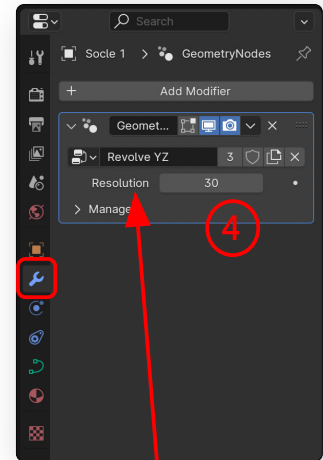 Search
Socle 1 > GeometryNodes
+ Add Modifier
Geomet...
Revolve YZ 3
Resolution 30
Manage
4